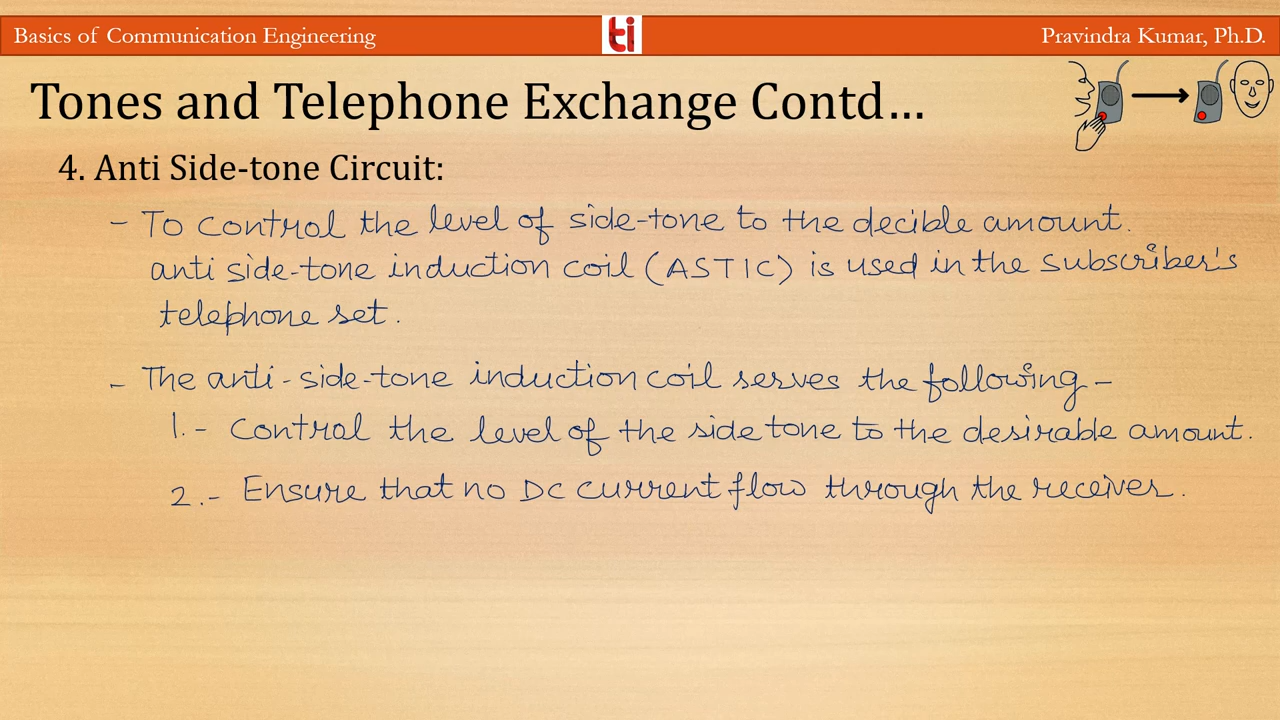 Basics of Communication Engineering
ti
Pravindra Kumar, Ph.D.
Tones and Telephone Exchange Contd...
4. Anti Side-tone Circuit:
- To control the level of side-tone to the decible amount.
anti side-tone induction coil (ASTIC) is used in the subscriber's
telephone set.
- The anti-side-tone induction coil serves the following -
1.- Control the level of the side tone to the desirable amount.
2.- Ensure that no DC current flow through the receiver.